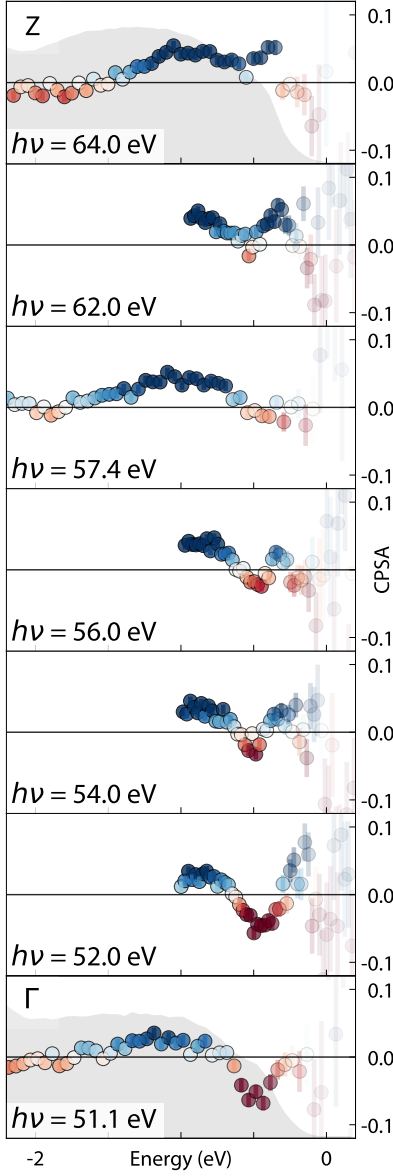 Z
0.1
0.0
hν = 64.0 eV
-0.1
0.1
0.0
hν = 62.0 eV
-0.1
0.1
0.0
hν = 57.4 eV
-0.1
0.1
CPSA
hν = 56.0 eV
-0.1
0.1
0.0
hν = 54.0 eV
-0.1
0.1
0.0
hν = 52.0 eV
-0.1
Γ
0.1
0.0
hν = 51.1 eV
-0.1
-2 Energy (eV) 0